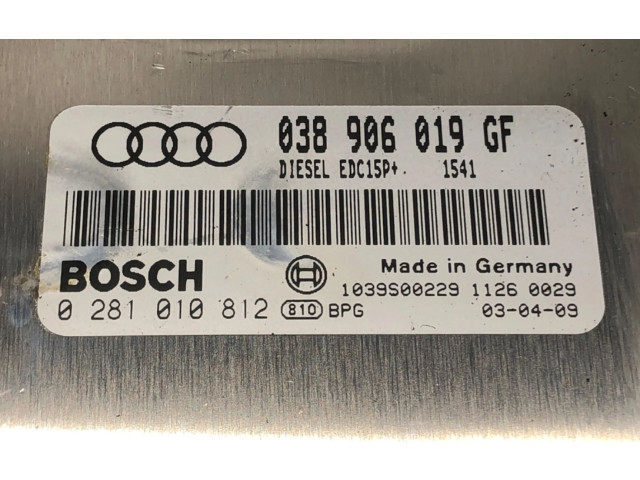 038 906 019 GF
DIESEL EDC15P+ 1541
BOSCH
Made in Germany
0 281 010 812 810 BPG
1039S00229 1126 0029
03-04-09